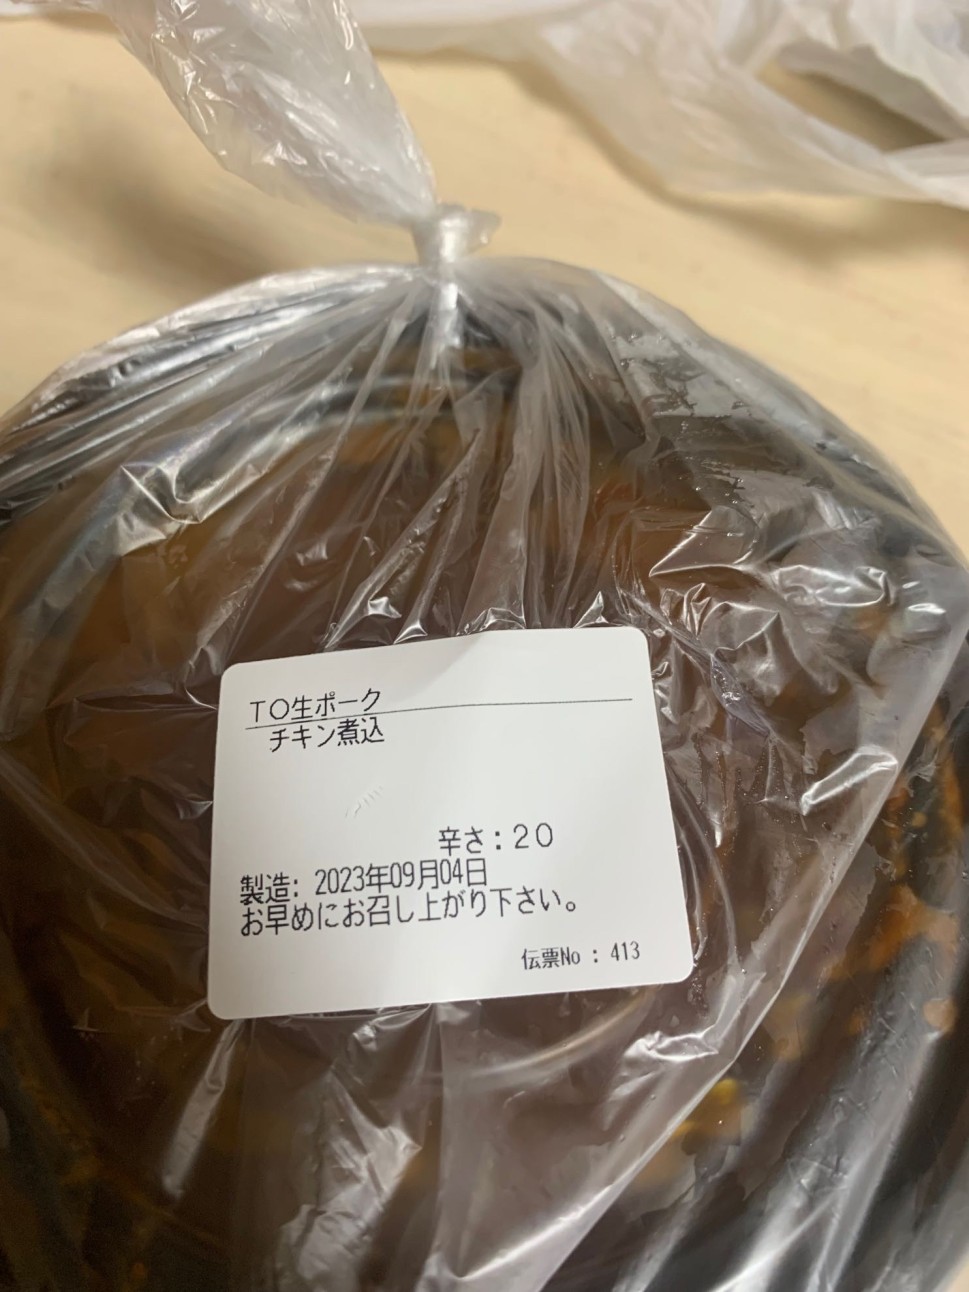 TO生ポーク
チキン煮込
辛さ:20
製造: 2023年09月04日
お早めにお召し上がり下さい。
伝票No : 413